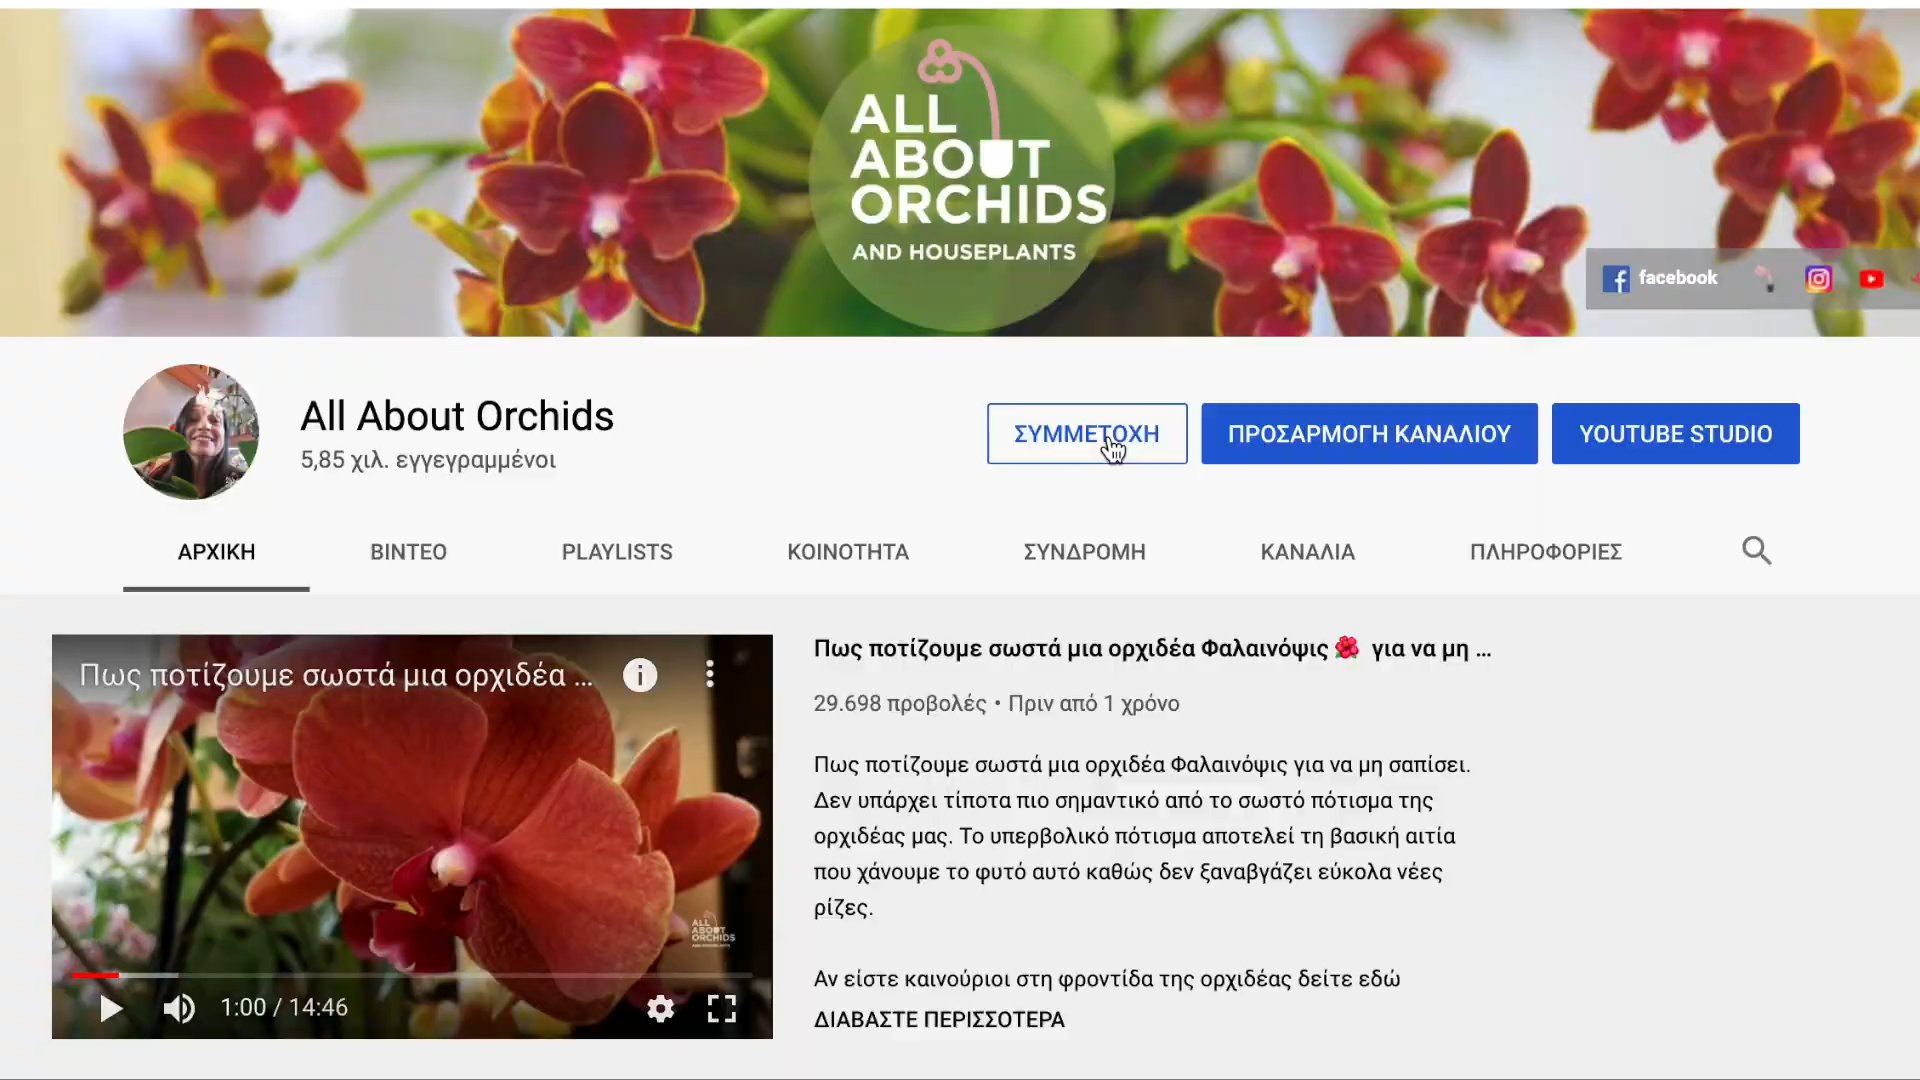 ALL
ABOUT
ORCHIDS
AND HOUSEPLANTS
facebook
All About Orchids
5,85 χιλ. εγγεγραμμένοι
ΣΥΜΜΕΤΟΧΗ
ΠΡΟΣΑΡΜΟΓΗ ΚΑΝΑΛΙΟΥ
YOUTUBE STUDIO
ΑΡΧΙΚΗ
ΒΙΝΤΕΟ
PLAYLISTS
ΚΟΙΝΟΤΗΤΑ
ΣΥΝΔΡΟΜΗ
ΚΑΝΑΛΙΑ
ΠΛΗΡΟΦΟΡΙΕΣ
Πως ποτίζουμε σωστά μια ορχιδέα ...
ALL
ABOUT
ORCHIDS
1:00 / 14:46
Πως ποτίζουμε σωστά μια ορχιδέα Φαλαινόψις🌺 για να μη ...
29.698 προβολές • Πριν από 1 χρόνο
Πως ποτίζουμε σωστά μια ορχιδέα Φαλαινόψις για να μη σαπίσει.
Δεν υπάρχει τίποτα πιο σημαντικό από το σωστό πότισμα της
ορχιδέας μας. Το υπερβολικό πότισμα αποτελεί τη βασική αιτία
που χάνουμε το φυτό αυτό καθώς δεν ξαναβγάζει εύκολα νέες
ρίζες.
Αν είστε καινούριοι στη φροντίδα της ορχιδέας δείτε εδώ
ΔΙΑΒΑΣΤΕ ΠΕΡΙΣΣΟΤΕΡΑ